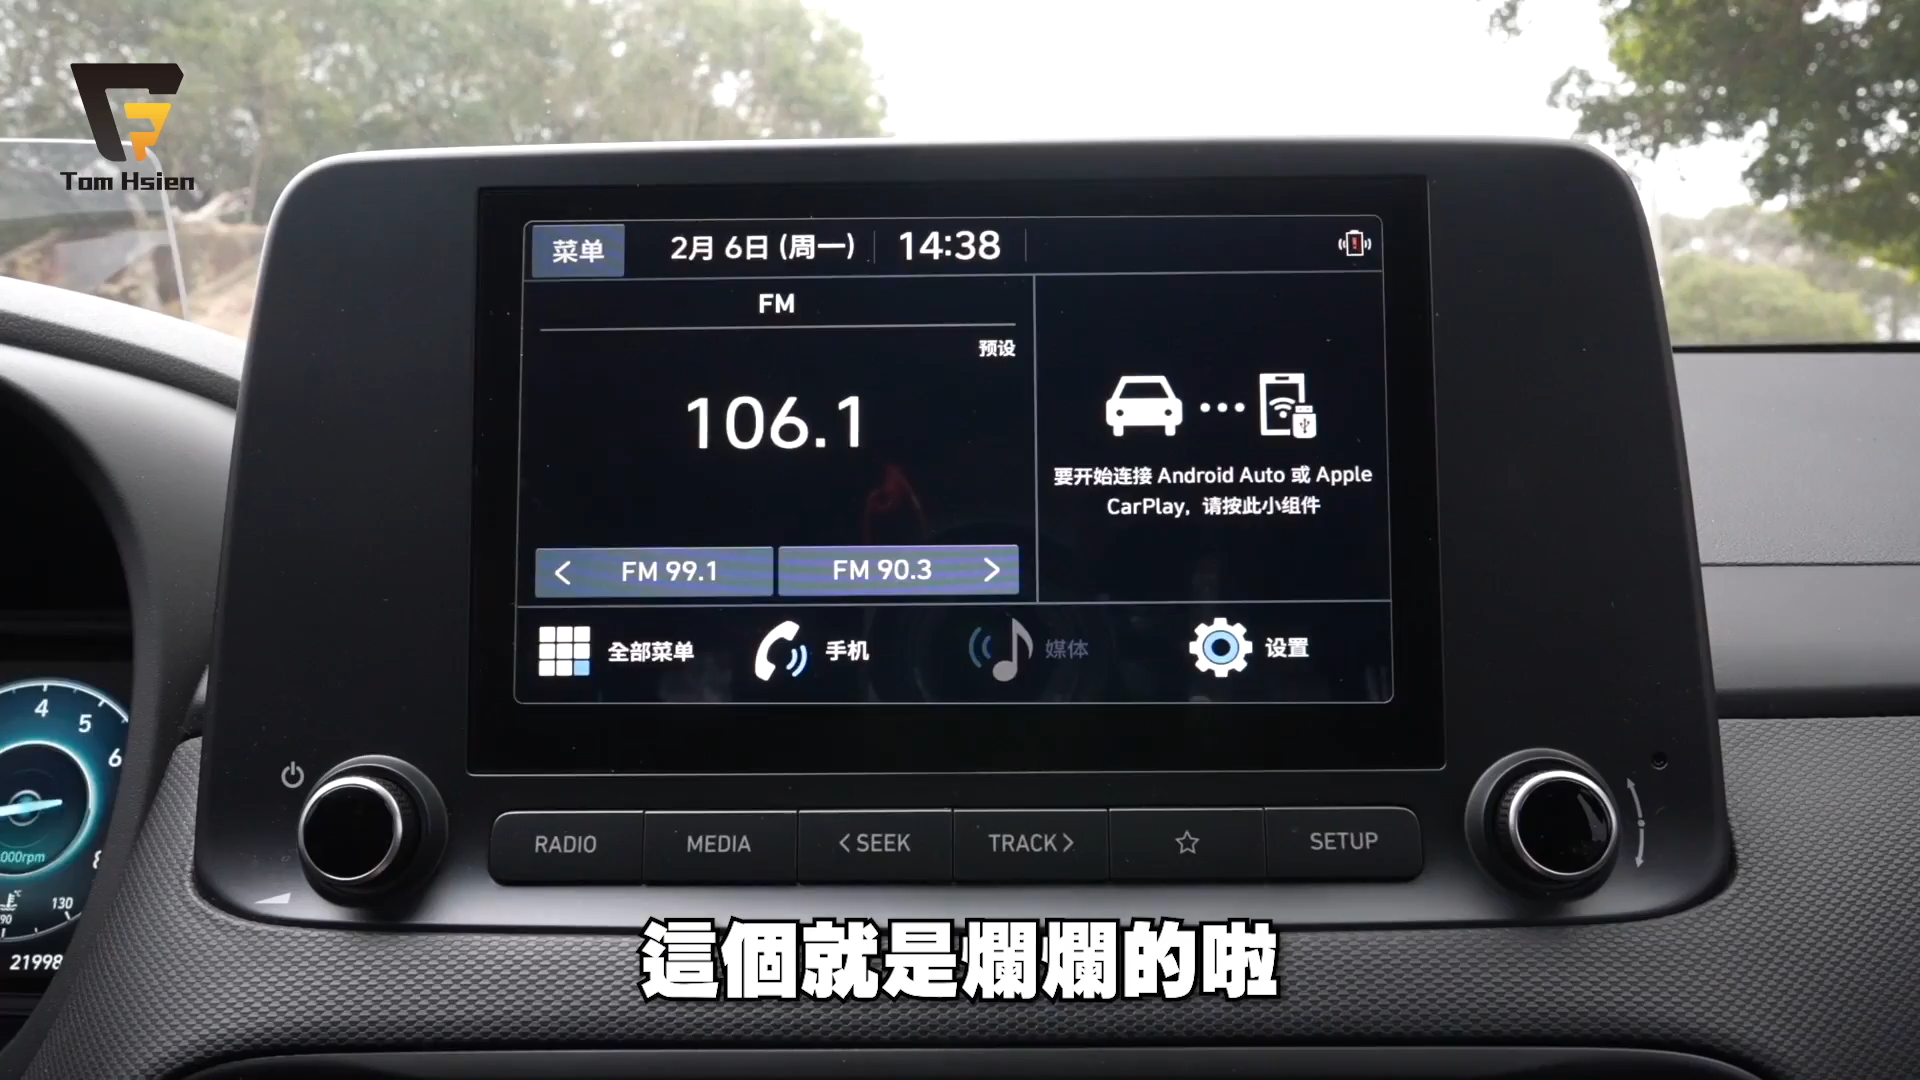 Tom Hsien
菜单
2月 6日 (周一)
14:38
FM
预设
106.1
要开始连接 Android Auto 或 Apple
CarPlay，请按此小组件
< FM 99.1
FM 90.3 >
全部菜单
手机
媒体
设置
4
5
6
8
000rpm
°C
90
130
21998
RADIO
MEDIA
< SEEK
TRACK >
SETUP
這個就是爛爛的啦